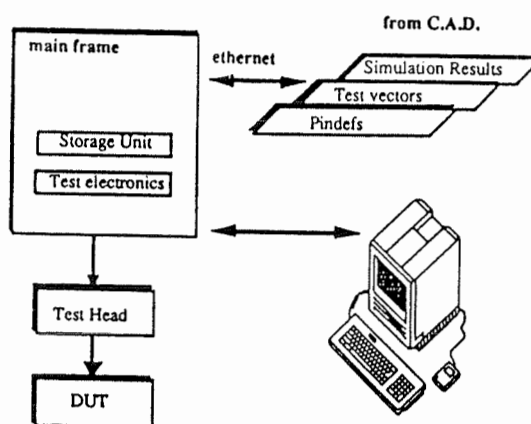 from C.A.D.
main frame
ethernet
Simulation Results
Test vectors
Pindefs
Storage Unit
Test electronics
Test Head
DUT